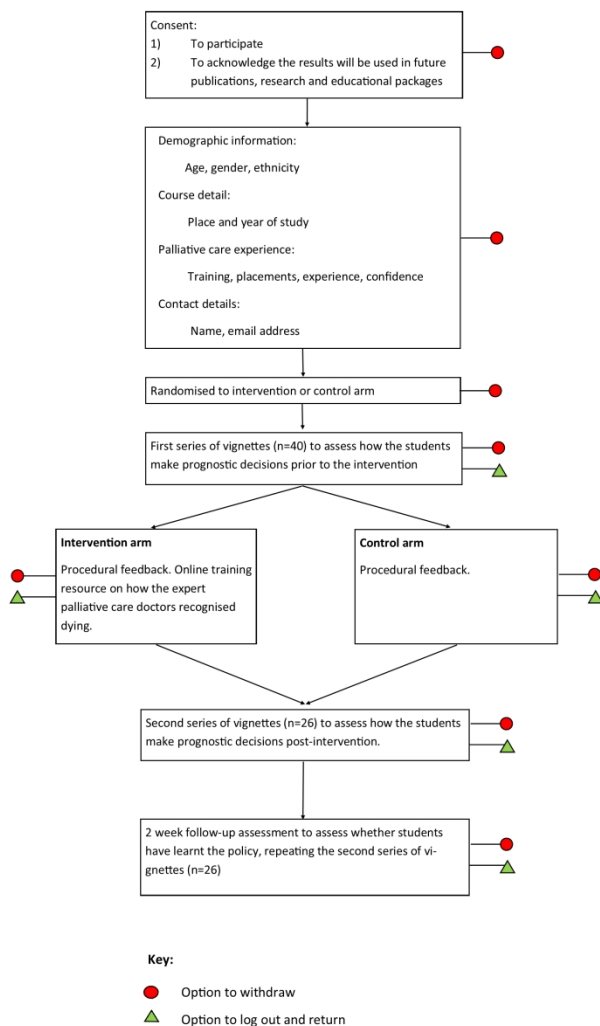 Consent:
1) To participate
2) To acknowledge the results will be used in future
publications, research and educational packages
Demographic information:
Age, gender, ethnicity
Course detail:
Place and year of study
Palliative care experience:
Training, placements, experience, confidence
Contact details:
Name, email address
Randomised to intervention or control arm
First series of vignettes (n=40) to assess how the students
make prognostic decisions prior to the intervention
Intervention arm
Procedural feedback. Online training
resource on how the expert
palliative care doctors recognised
dying.
Control arm
Procedural feedback.
Second series of vignettes (n=26) to assess how the students
make prognostic decisions post-intervention.
2 week follow-up assessment to assess whether students
have learnt the policy, repeating the second series of vi-
gnettes (n=26)
Key:
Option to withdraw
Option to log out and return